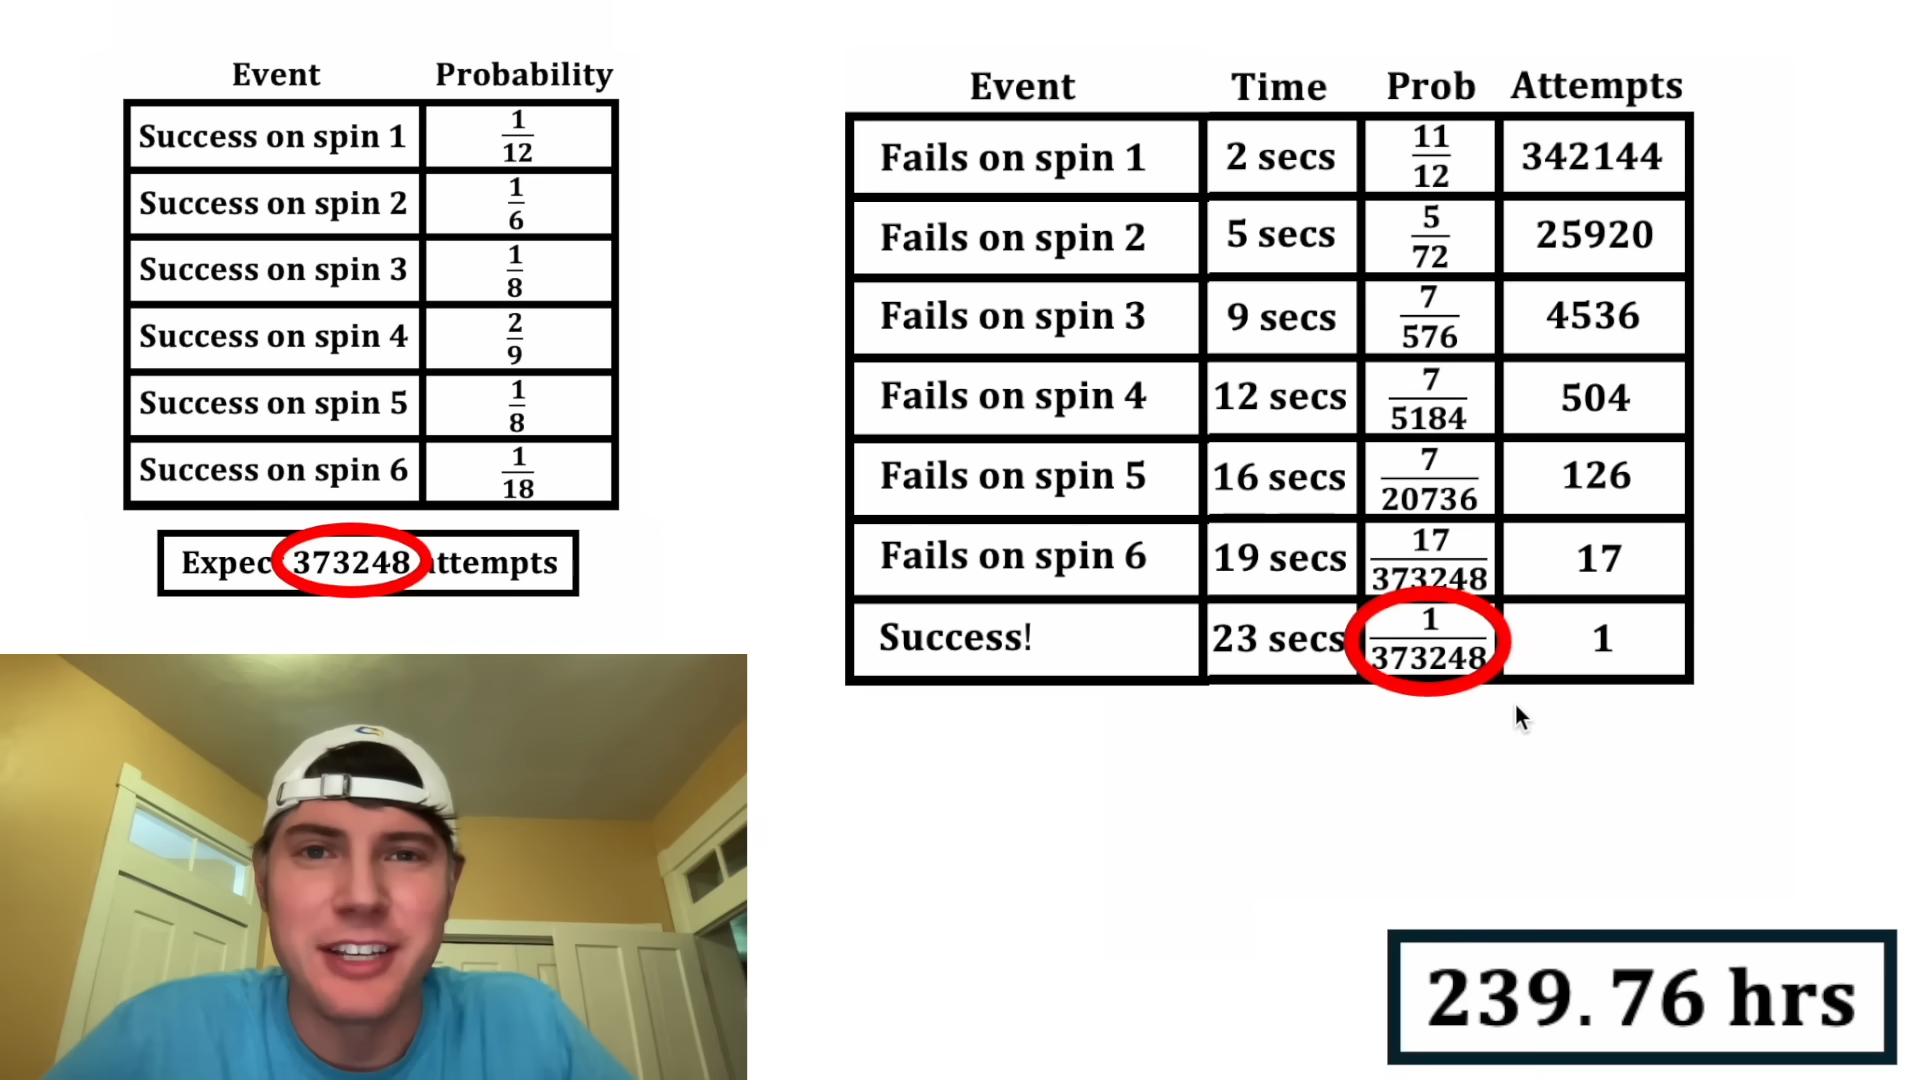 Event Probability
Success on spin 1 1/12
Success on spin 2 1/6
Success on spin 3 1/8
Success on spin 4 2/9
Success on spin 5 1/8
Success on spin 6 1/18
Expec 373248 ttempts
Event Time Prob Attempts
Fails on spin 1 2 secs 11/12 342144
Fails on spin 2 5 secs 5/72 25920
Fails on spin 3 9 secs 7/576 4536
Fails on spin 4 12 secs 7/5184 504
Fails on spin 5 16 secs 7/20736 126
Fails on spin 6 19 secs 17/373248 17
Success! 23 secs 1/373248 1
239.76 hrs